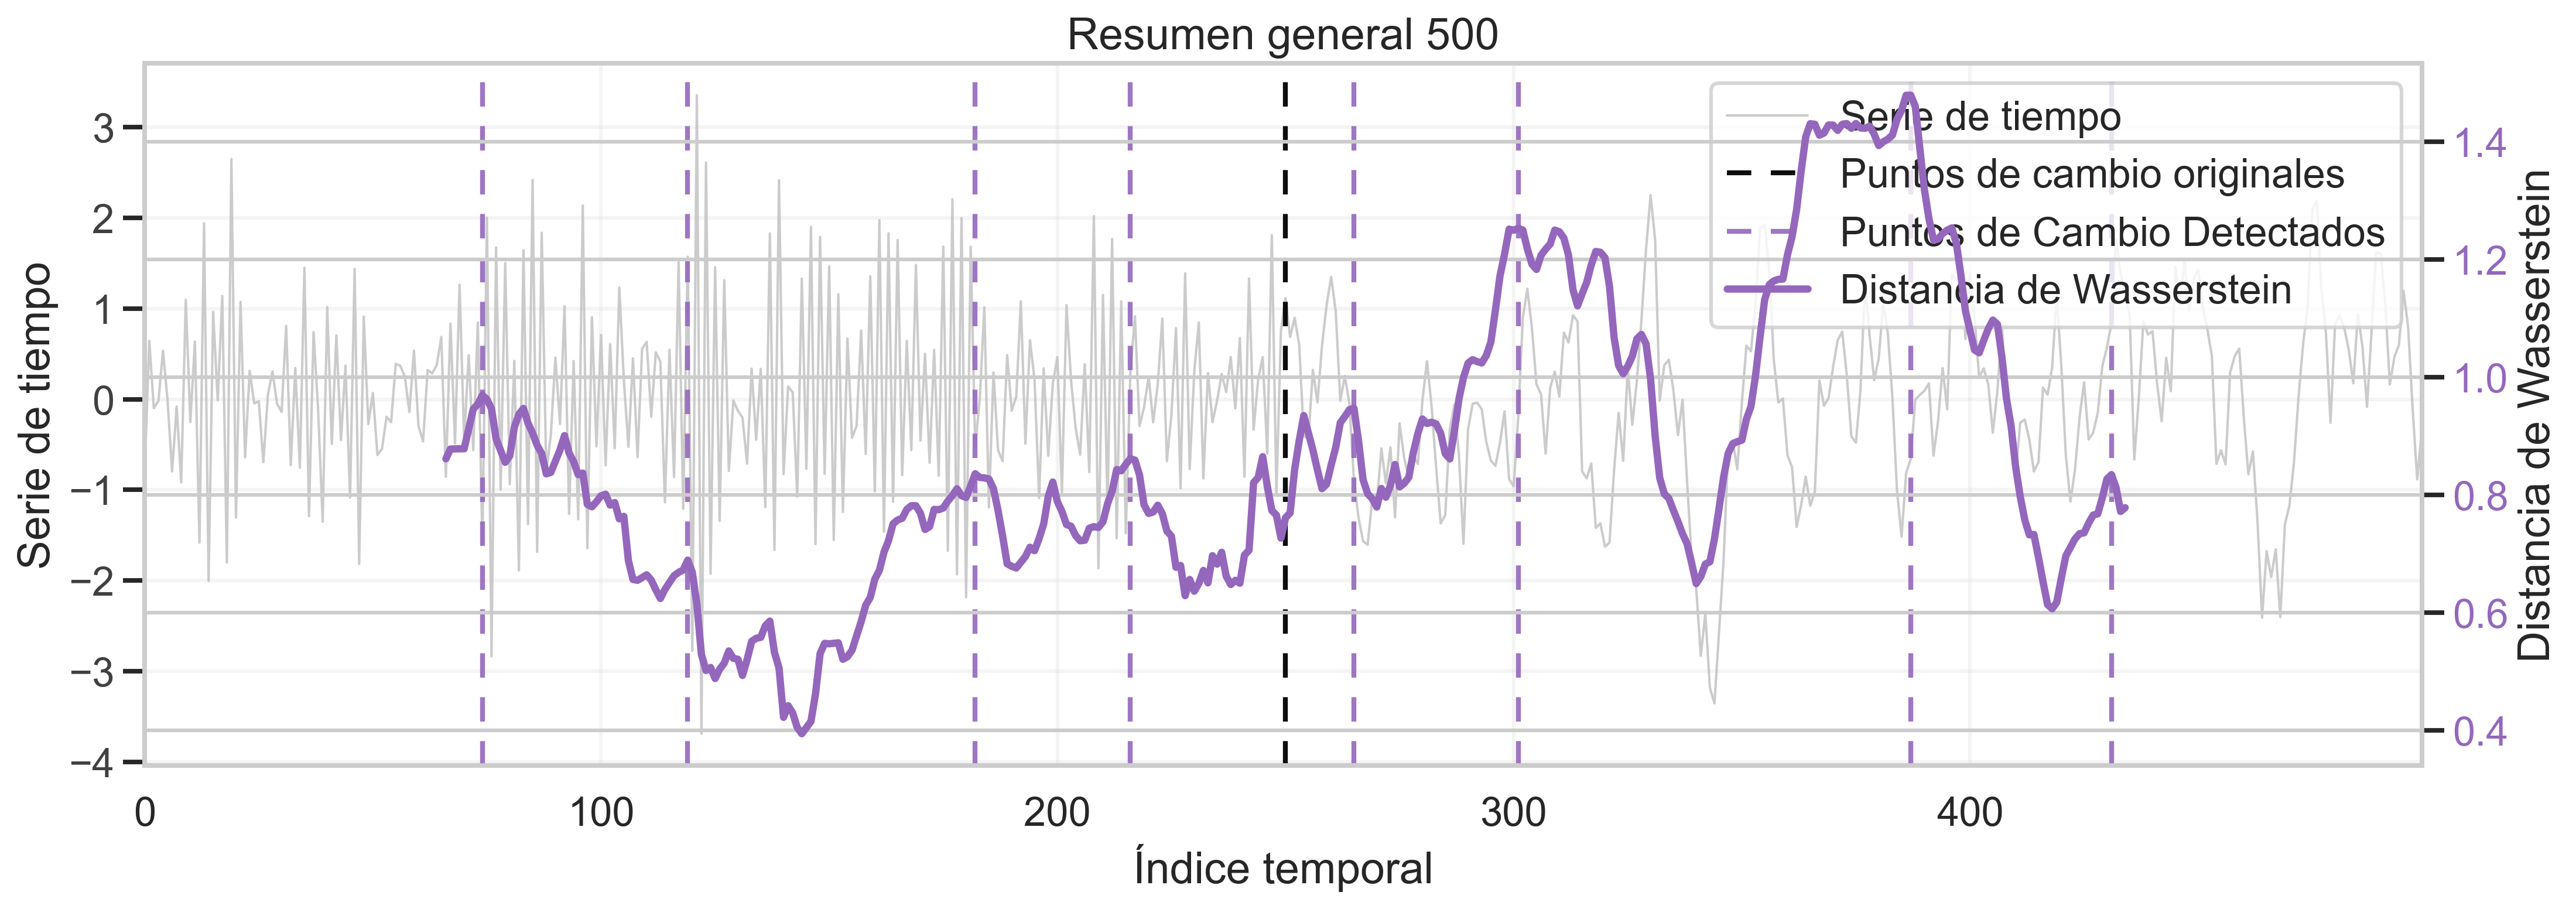 Resumen general 500
Serie de tiempo
3
2
1
0
−1
−2
−3
−4
Serie de tiempo
Puntos de cambio originales
Puntos de Cambio Detectados
Distancia de Wasserstein
1.4
1.2
1.0
0.8
0.6
0.4
Distancia de Wasserstein
0 100 200 300 400
Índice temporal